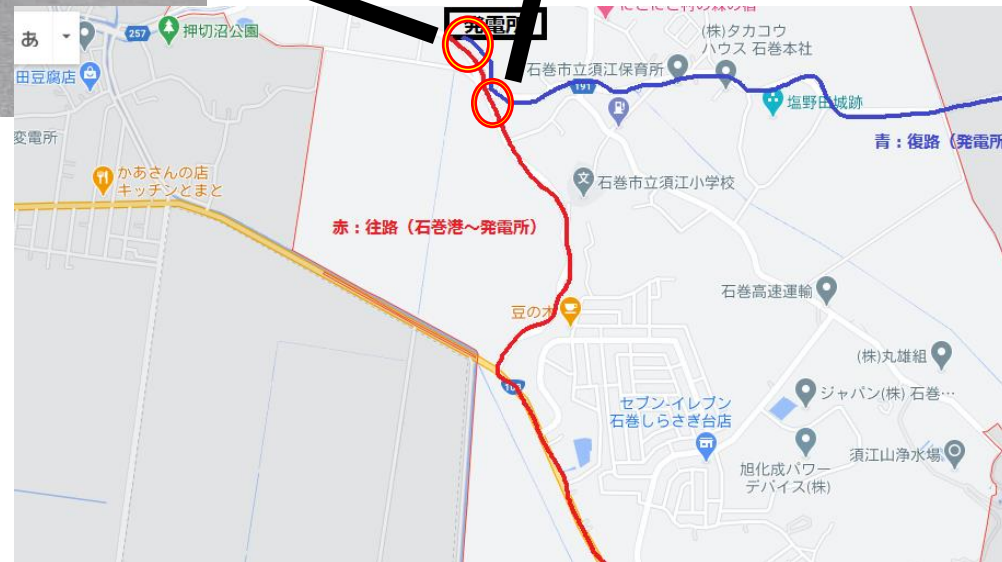 あ
257
押切沼公園
発電所
(株)タカコウ
ハウス 石巻本社
田豆腐店
石巻市立須江保育所
191
塩野田城跡
変電所
青：復路（発電所
かあさんの店
キッチンとまと
石巻市立須江小学校
赤：往路（石巻港～発電所）
石巻高速運輸
豆の木
(株)丸雄組
セブン-イレブン
石巻しらさぎ台店
ジャパン(株) 石巻…
須江山浄水場
旭化成パワー
デバイス(株)